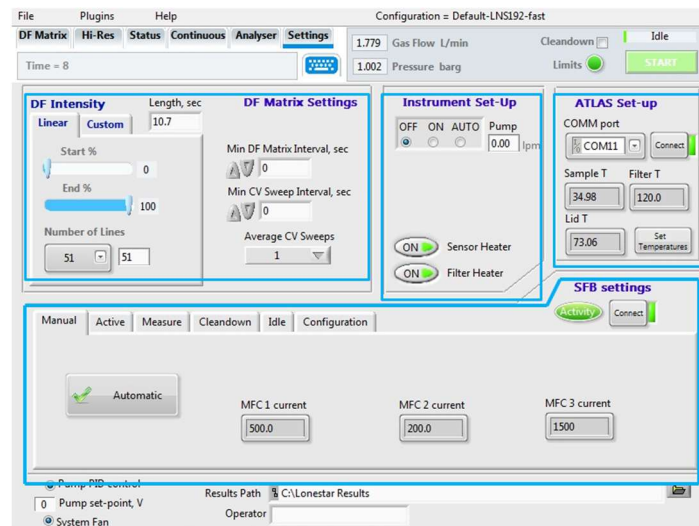 File Plugins Help Configuration = Default-LNS192-fast
DF Matrix Hi-Res Status Continuous Analyser Settings
1.779 Gas Flow L/min Cleandown Idle
Time = 8
1.002 Pressure barg Limits START
DF Intensity Length, sec DF Matrix Settings
Linear Custom 10.7
Start %
0
End %
100
Number of Lines
51 51
Min DF Matrix Interval, sec
0
Min CV Sweep Interval, sec
0
Average CV Sweeps
1
Instrument Set-Up
OFF ON AUTO Pump
0.00 lpm
ON Sensor Heater
ON Filter Heater
ATLAS Set-up
COMM port
COM11 Connect
Sample T Filter T
34.98 120.0
Lid T
73.06 Set Temperatures
SFB settings
Activity Connect
Manual Active Measure Cleandown Idle Configuration
Automatic
MFC 1 current MFC 2 current MFC 3 current
500.0 200.0 1500
Pump PID control
0 Pump set-point, V
System Fan
Results Path C:\Lonestar Results
Operator